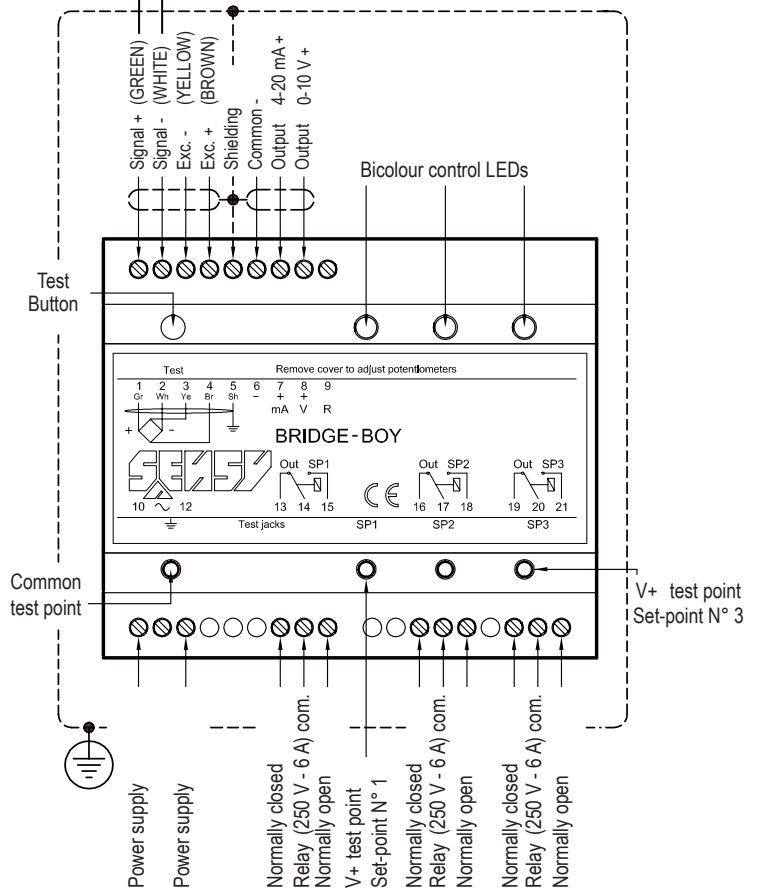 Signal + (GREEN)
Signal - (WHITE)
Exc. - (YELLOW)
Exc. + (BROWN)
Shielding
Common -
Output 4-20 mA +
Output 0-10 V +
Bicolour control LEDs
Test
Button
Test
Remove cover to adjust potentiometers
1 2 3 4 5 6 7 8 9
Gr Wh Ye Br Sh - + +
mA V R
+ -
BRIDGE-BOY
SENSY
Out SP1
Out SP2
Out SP3
CE
10 12
13 14 15
16 17 18
19 20 21
Test jacks
SP1
SP2
SP3
Common
test point
V+ test point
Set-point N° 3
Power supply
Power supply
Normally closed
Relay (250 V - 6 A) com.
Normally open
V+ test point
Set-point N° 1
Normally closed
Relay (250 V - 6 A) com.
Normally open
Normally closed
Relay (250 V - 6 A) com.
Normally open